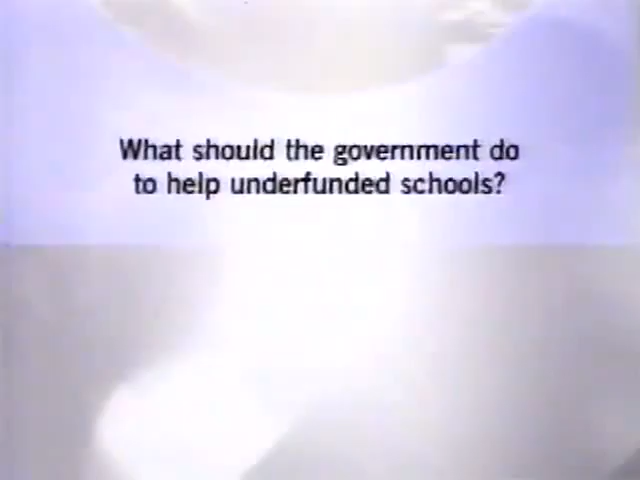 What should the government do
to help underfunded schools?